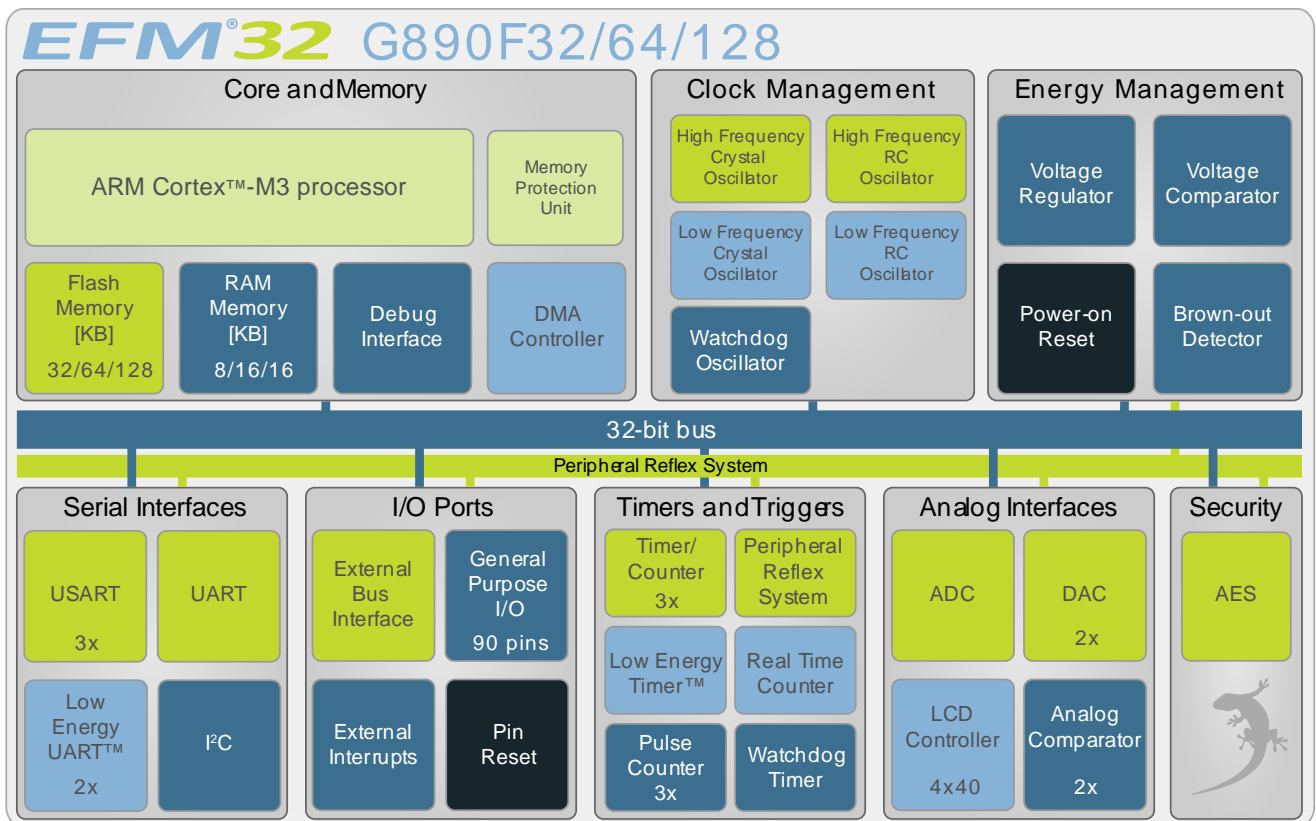 EFM®32 G890F32/64/128
Core and Memory
ARM Cortex™-M3 processor
Memory
Protection
Unit
Flash
Memory
[KB]
32/64/128
RAM
Memory
[KB]
8/16/16
Debug
Interface
DMA
Controller
Clock Management
High Frequency
Crystal
Oscillator
High Frequency
RC
Oscillator
Low Frequency
Crystal
Oscillator
Low Frequency
RC
Oscillator
Watchdog
Oscillator
Energy Management
Voltage
Regulator
Voltage
Comparator
Power-on
Reset
Brown-out
Detector
32-bit bus
Peripheral Reflex System
Serial Interfaces
USART
3x
UART
Low
Energy
UART™
2x
I²C
I/O Ports
External
Bus
Interface
General
Purpose
I/O
90 pins
External
Interrupts
Pin
Reset
Timers and Triggers
Timer/
Counter
3x
Peripheral
Reflex
System
Low Energy
Timer™
Real Time
Counter
Pulse
Counter
3x
Watchdog
Timer
Analog Interfaces
ADC
DAC
2x
LCD
Controller
4x40
Analog
Comparator
2x
Security
AES